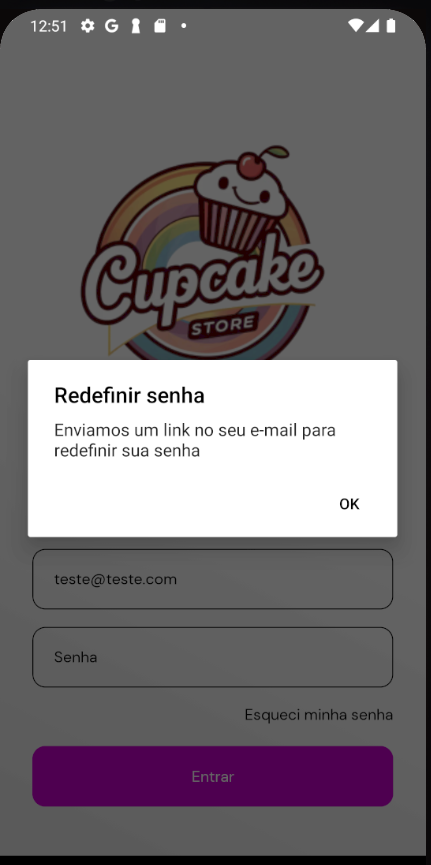 12:51
Cupcake
STORE
Redefinir senha
Enviamos um link no seu e-mail para
redefinir sua senha
OK
teste@teste.com
Senha
Esqueci minha senha
Entrar